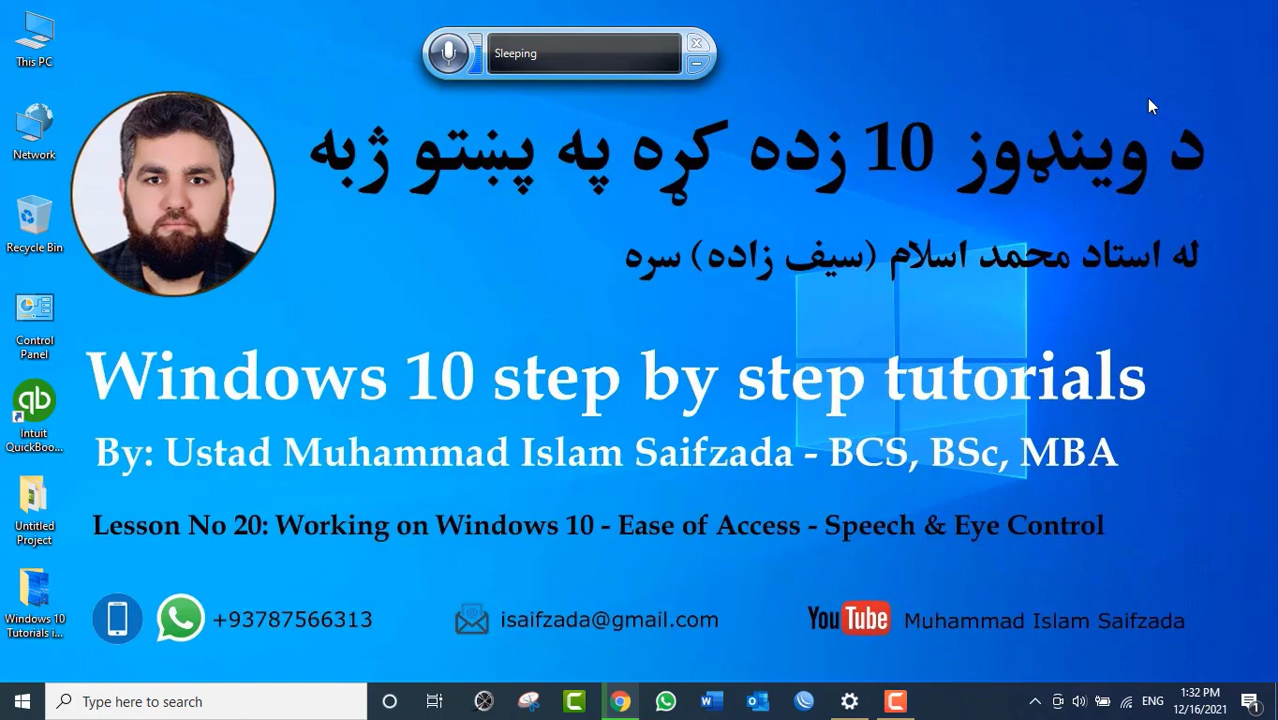 This PC
Sleeping
Network
Recycle Bin
Control
Panel
qb
Intuit
QuickBoo...
Untitled
Project
Windows 10
Tutorials i...
د وینډوز 10 زده کړه په پښتو ژبه
له استاد محمد اسلام (سیف زاده) سره
Windows 10 step by step tutorials
By: Ustad Muhammad Islam Saifzada - BCS, BSc, MBA
Lesson No 20: Working on Windows 10 - Ease of Access - Speech & Eye Control
+93787566313
isaifzada@gmail.com
YouTube Muhammad Islam Saifzada
Type here to search
ENG
1:32 PM
12/16/2021
1